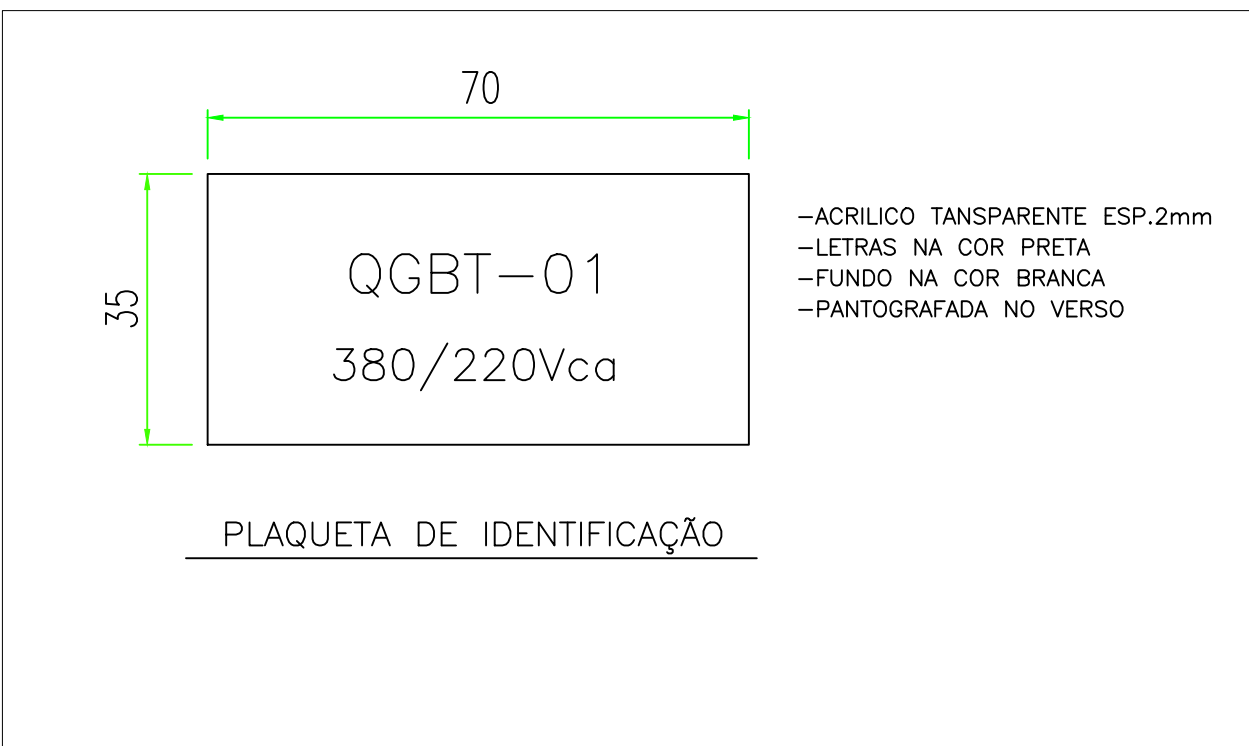 70
35
QGBT-01
380/220Vca
-ACRILICO TANSPARENTE ESP.2mm
-LETRAS NA COR PRETA
-FUNDO NA COR BRANCA
-PANTOGRAFADA NO VERSO
PLAQUETA DE IDENTIFICAÇÃO